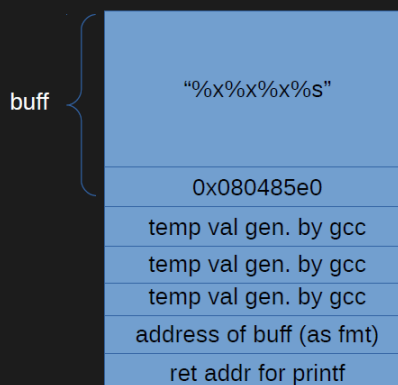 “%x%x%x%s”
buff
0x080485e0
temp val gen. by gcc
temp val gen. by gcc
temp val gen. by gcc
address of buff (as fmt)
ret addr for printf